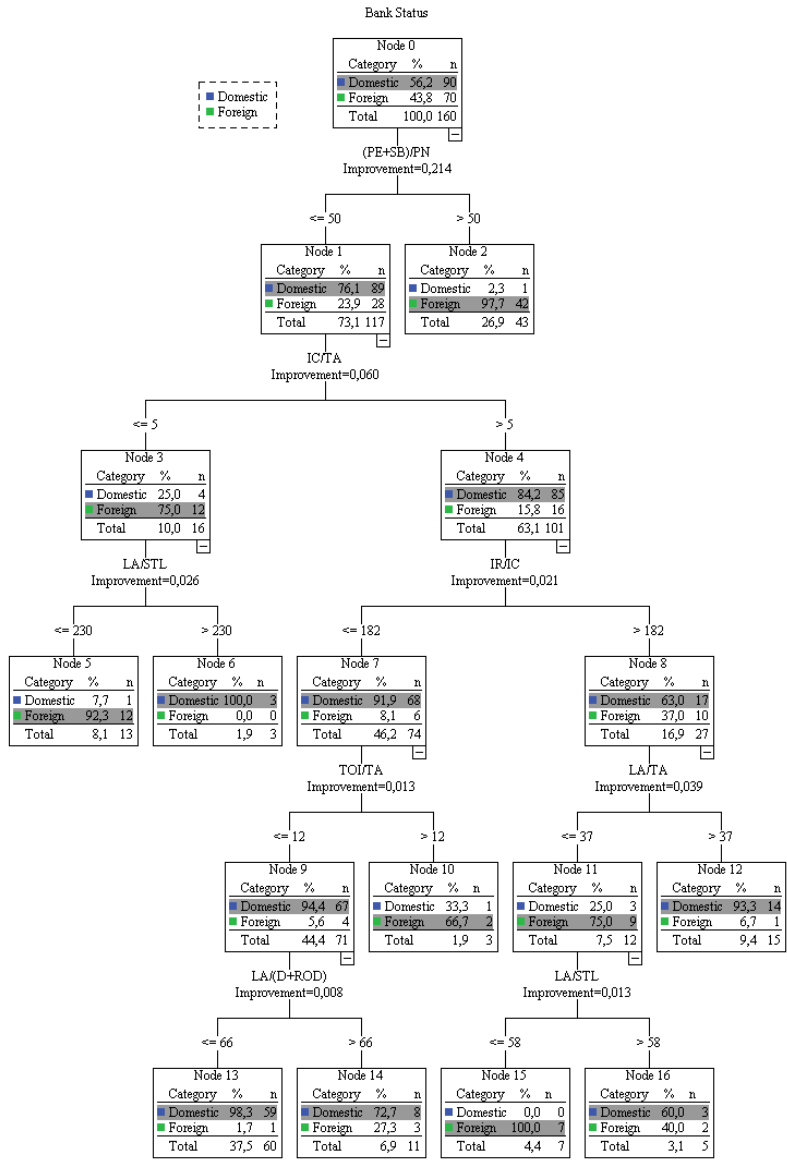 Bank Status
Domestic
Foreign
Node 0
Category % n
Domestic 56,2 90
Foreign 43,8 70
Total 100,0 160
(PE+SB)/PN
Improvement=0,214
<= 50
> 50
Node 1
Category % n
Domestic 76,1 89
Foreign 23,9 28
Total 73,1 117
Node 2
Category % n
Domestic 2,3 1
Foreign 97,7 42
Total 26,9 43
IC/TA
Improvement=0,060
<= 5
> 5
Node 3
Category % n
Domestic 25,0 4
Foreign 75,0 12
Total 10,0 16
Node 4
Category % n
Domestic 84,2 85
Foreign 15,8 16
Total 63,1 101
LA/STL
Improvement=0,026
IR/IC
Improvement=0,021
<= 230
> 230
<= 182
> 182
Node 5
Category % n
Domestic 7,7 1
Foreign 92,3 12
Total 8,1 13
Node 6
Category % n
Domestic 100,0 3
Foreign 0,0 0
Total 1,9 3
Node 7
Category % n
Domestic 91,9 68
Foreign 8,1 6
Total 46,2 74
Node 8
Category % n
Domestic 63,0 17
Foreign 37,0 10
Total 16,9 27
TOI/TA
Improvement=0,013
LA/TA
Improvement=0,039
<= 12
> 12
<= 37
> 37
Node 9
Category % n
Domestic 94,4 67
Foreign 5,6 4
Total 44,4 71
Node 10
Category % n
Domestic 33,3 1
Foreign 66,7 2
Total 1,9 3
Node 11
Category % n
Domestic 25,0 3
Foreign 75,0 9
Total 7,5 12
Node 12
Category % n
Domestic 93,3 14
Foreign 6,7 1
Total 9,4 15
LA/(D+ROD)
Improvement=0,008
LA/STL
Improvement=0,013
<= 66
> 66
<= 58
> 58
Node 13
Category % n
Domestic 98,3 59
Foreign 1,7 1
Total 37,5 60
Node 14
Category % n
Domestic 72,7 8
Foreign 27,3 3
Total 6,9 11
Node 15
Category % n
Domestic 0,0 0
Foreign 100,0 7
Total 4,4 7
Node 16
Category % n
Domestic 60,0 3
Foreign 40,0 2
Total 3,1 5